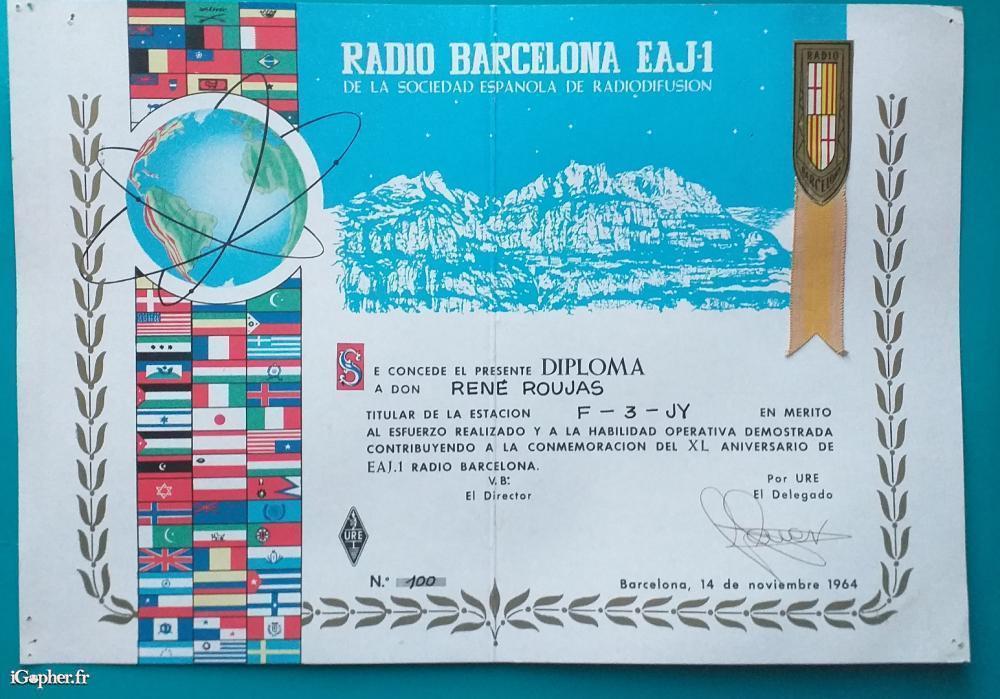 RADIO BARCELONA EAJ·1
DE LA SOCIEDAD ESPAÑOLA DE RADIODIFUSION
RADIO
BARCELONA
SE CONCEDE EL PRESENTE DIPLOMA
A DON RENÉ ROUJAS
TITULAR DE LA ESTACION F-3-JY EN MERITO
AL ESFUERZO REALIZADO Y A LA HABILIDAD OPERATIVA DEMOSTRADA
CONTRIBUYENDO A LA CONMEMORACION DEL XL ANIVERSARIO DE
EAJ.1 RADIO BARCELONA.
V.B:
El Director
Por URE
El Delegado
URE
N.º 100
Barcelona, 14 de noviembre 1964
iGopher.fr